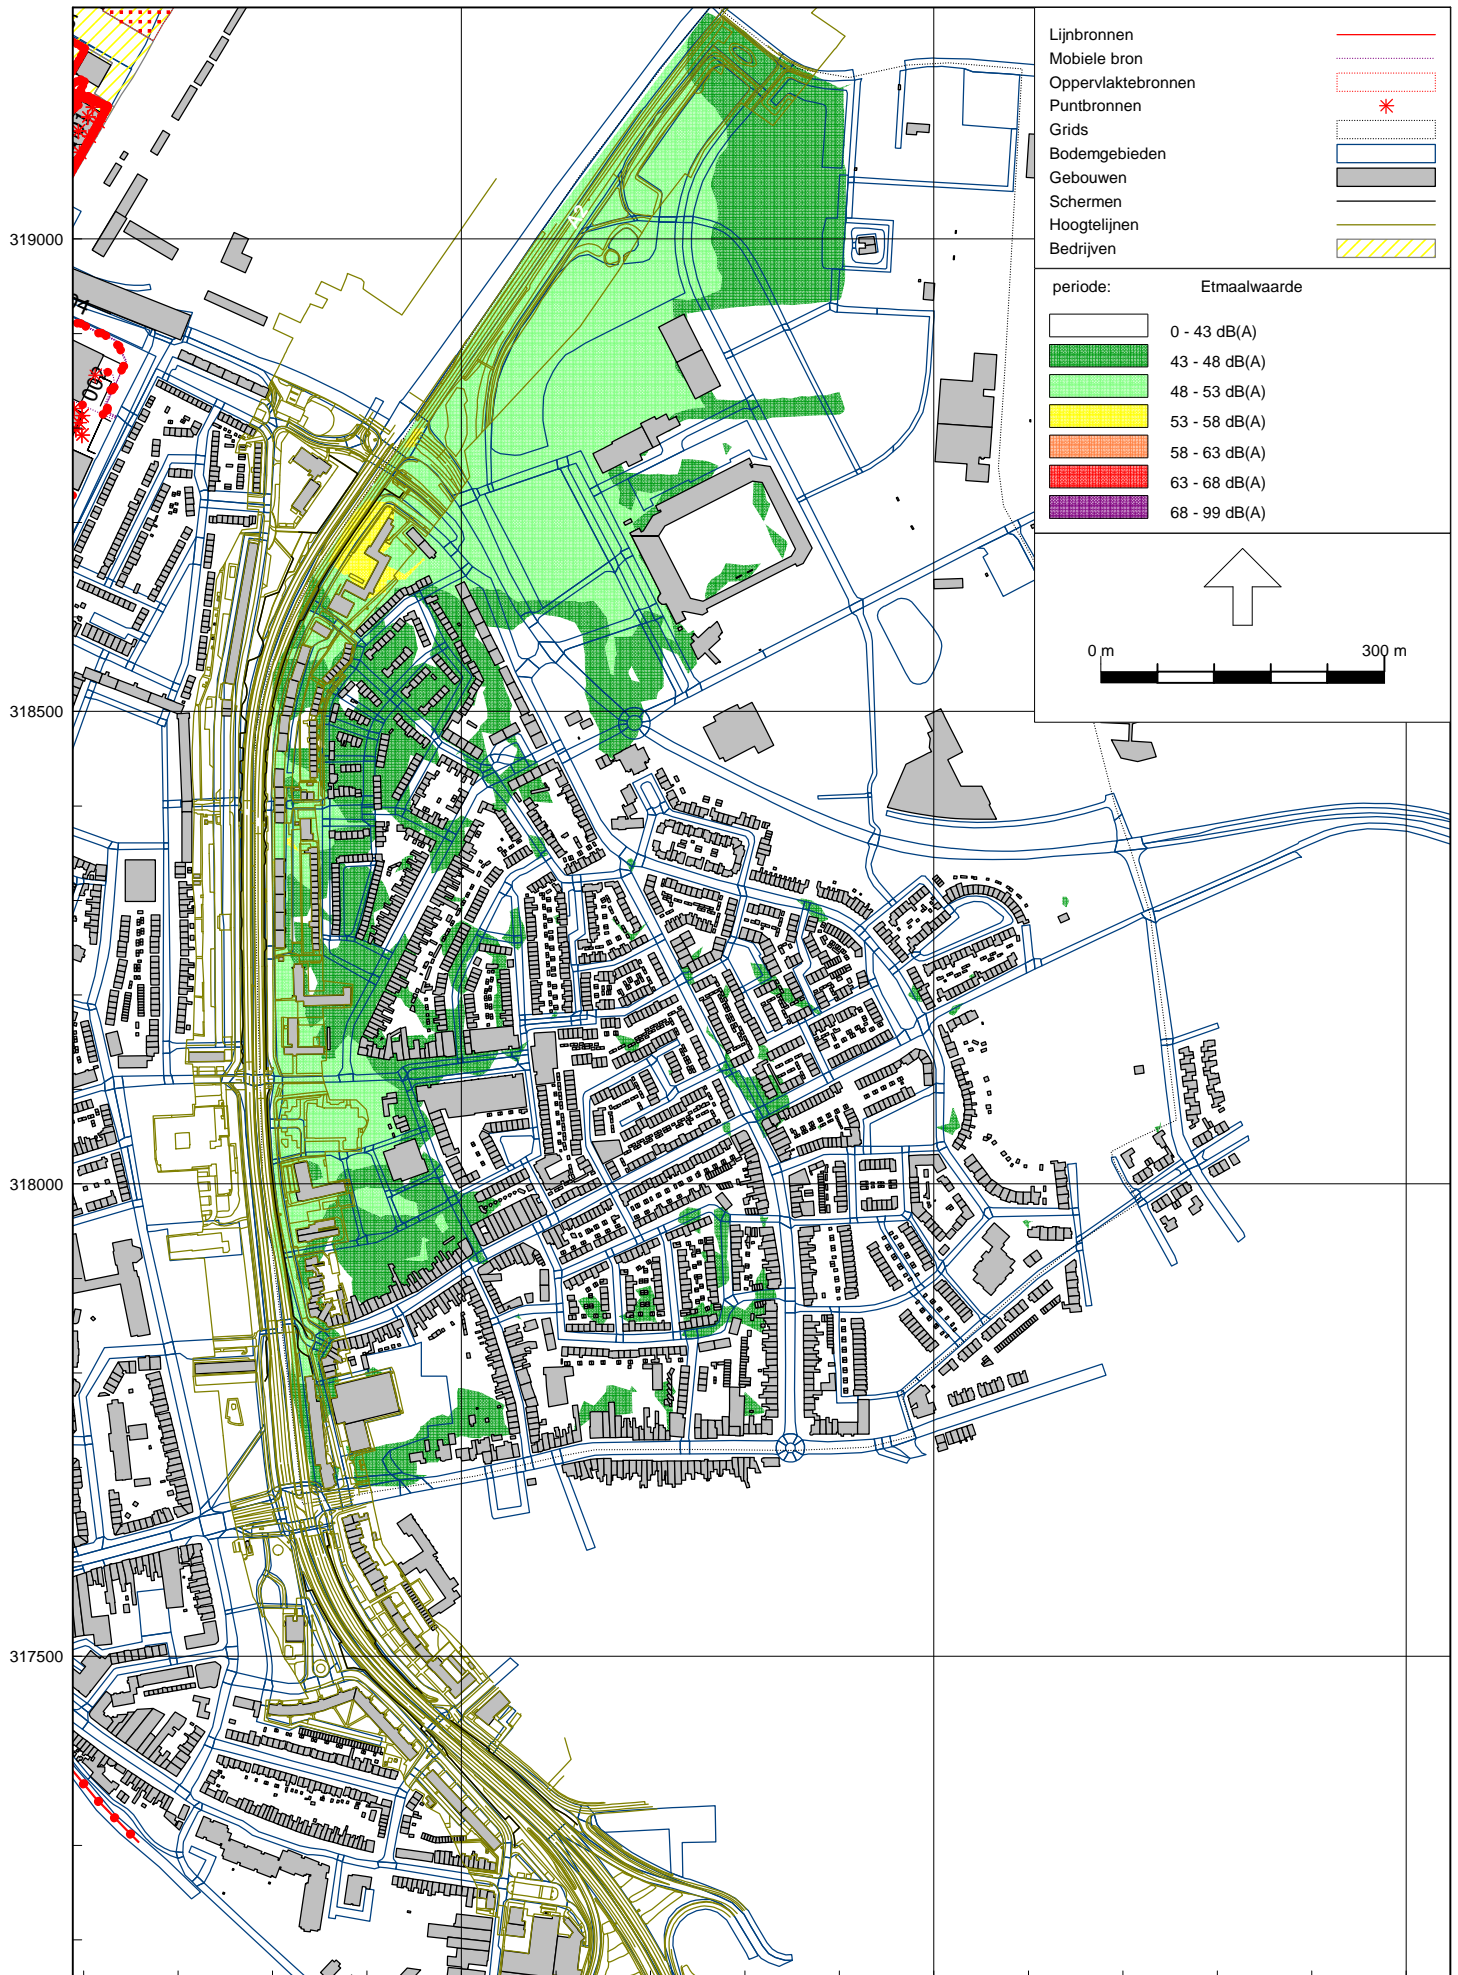 Lijnbronnen
Mobiele bron
Oppervlaktebronnen
Puntbronnen
Grids
Bodemgebieden
Gebouwen
Schermen
Hoogtelijnen
Bedrijven
periode: Etmaalwaarde
0 - 43 dB(A)
43 - 48 dB(A)
48 - 53 dB(A)
53 - 58 dB(A)
58 - 63 dB(A)
63 - 68 dB(A)
68 - 99 dB(A)
0 m 300 m
A2
319000
318500
318000
317500